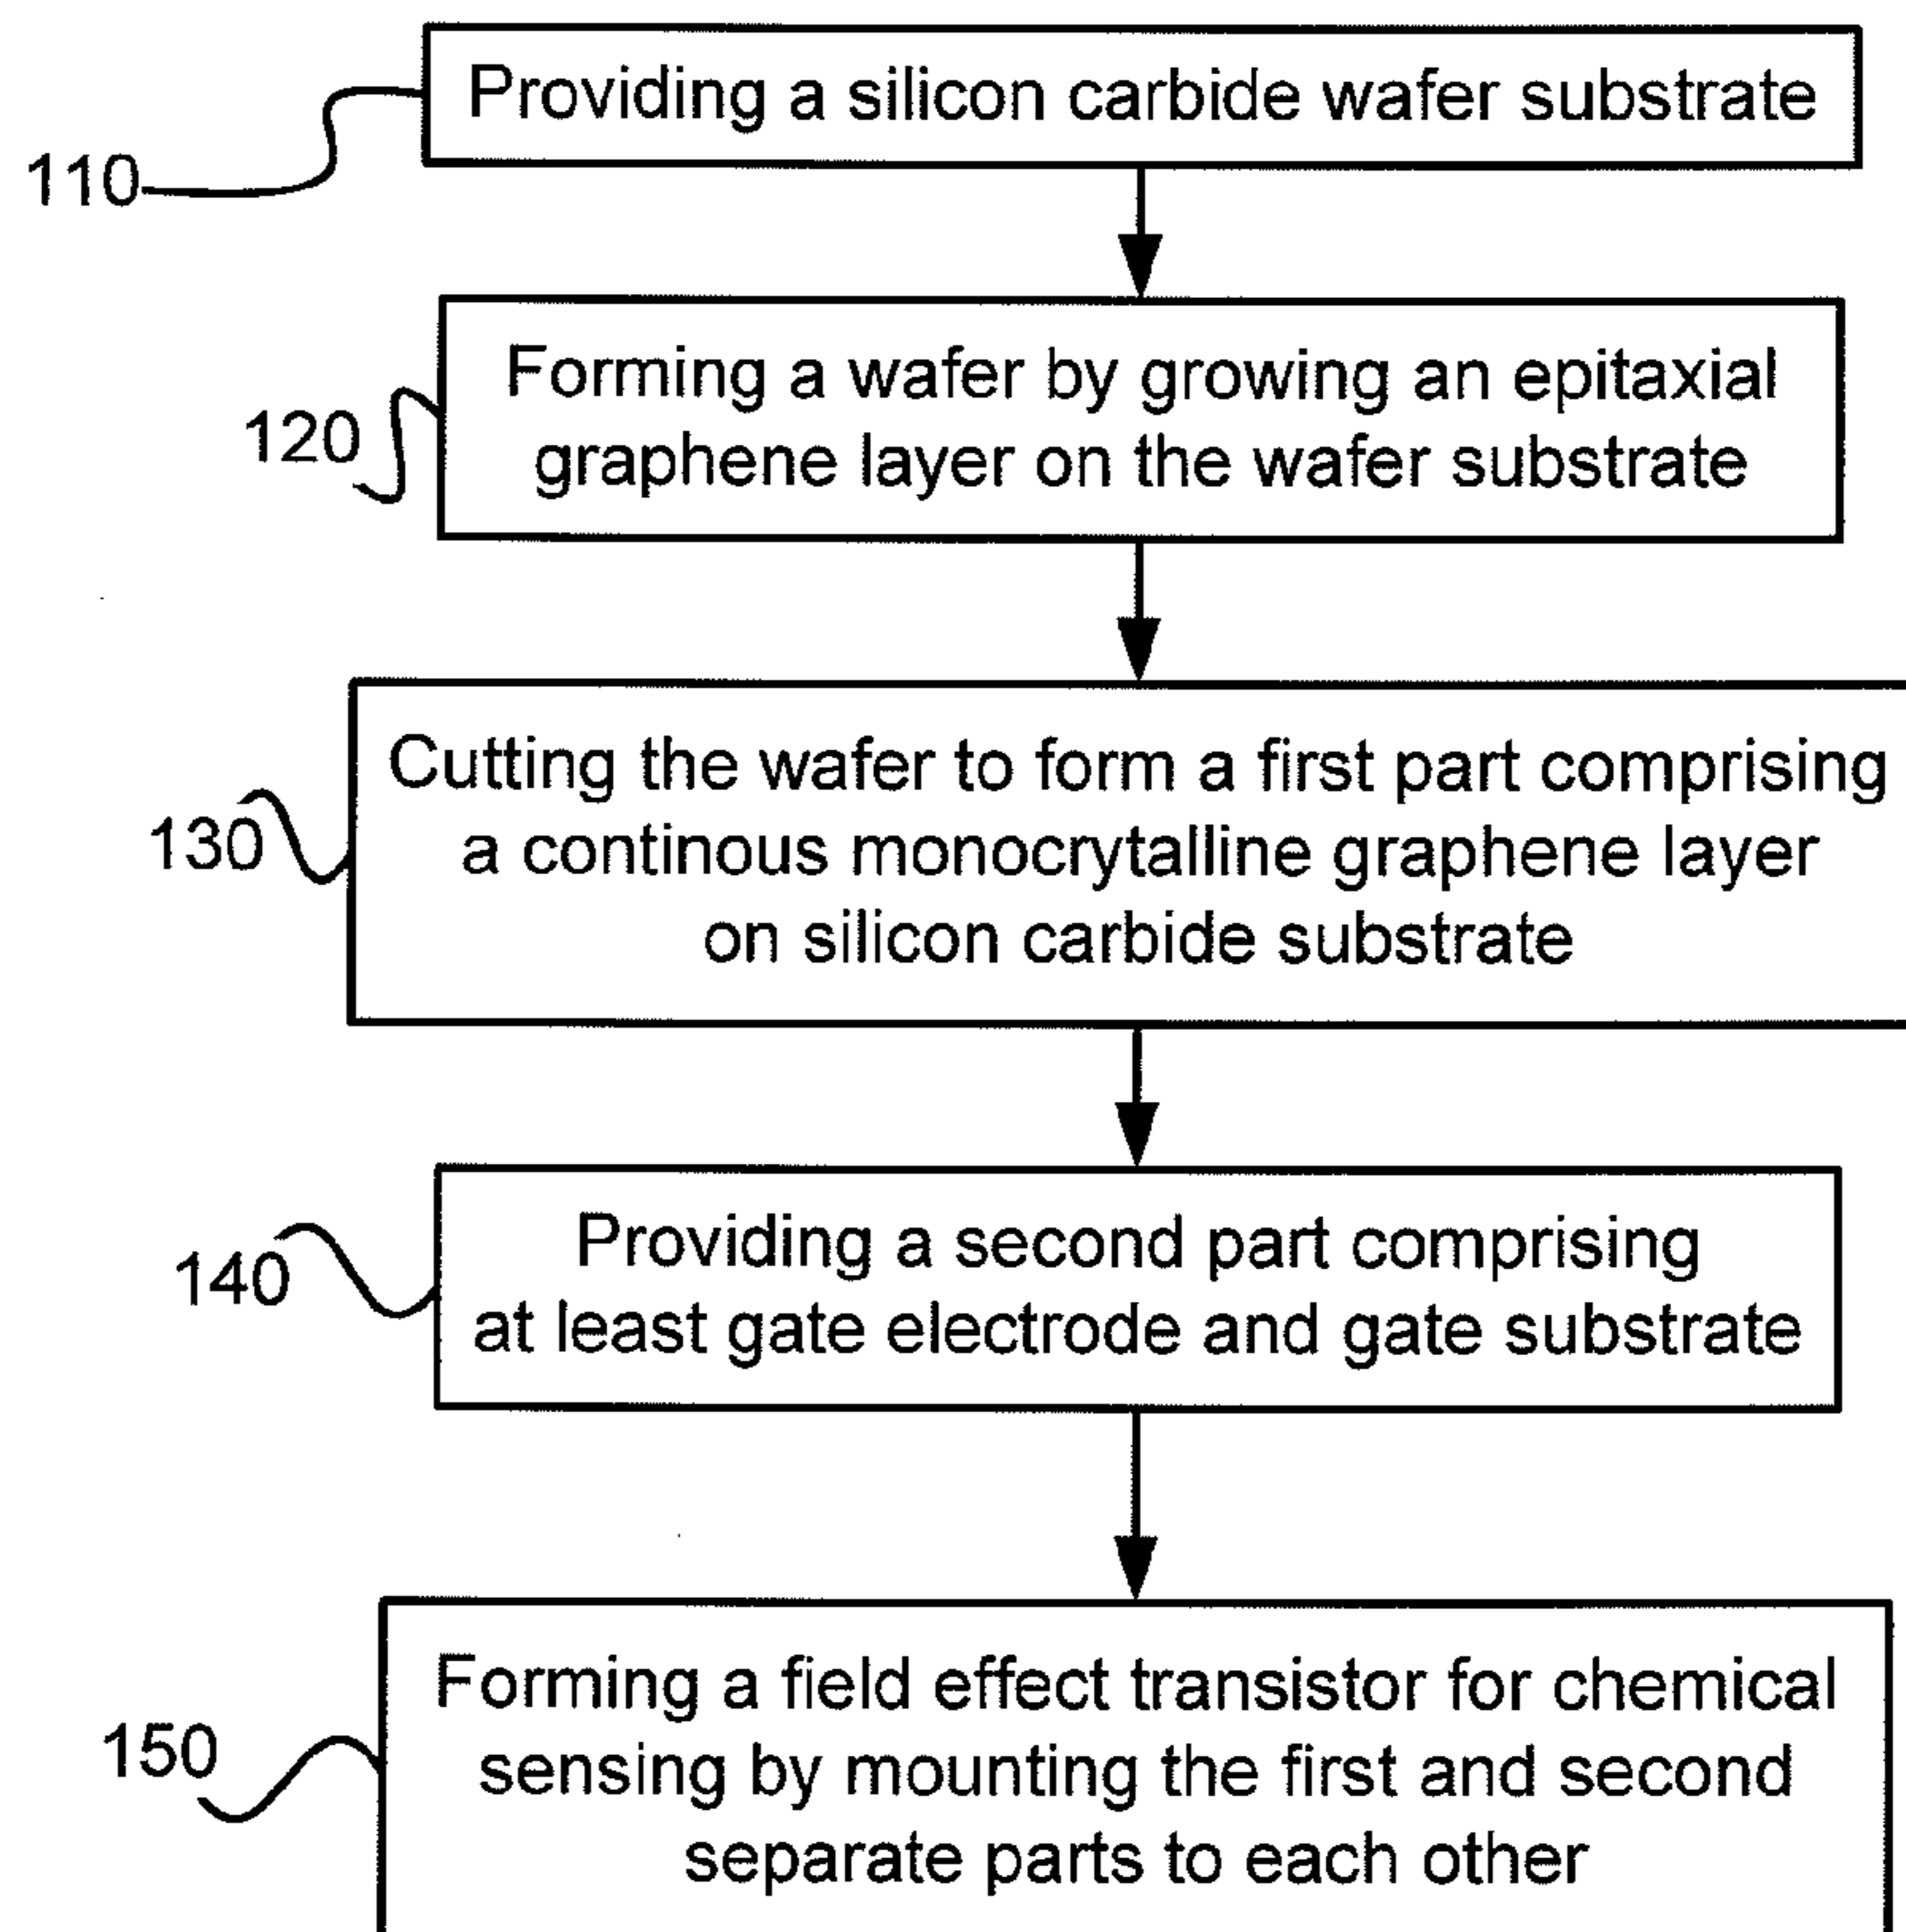 Providing a silicon carbide wafer substrate
110
Forming a wafer by growing an epitaxial
graphene layer on the wafer substrate
120
Cutting the wafer to form a first part comprising
a continous monocrytalline graphene layer
on silicon carbide substrate
130
Providing a second part comprising
at least gate electrode and gate substrate
140
Forming a field effect transistor for chemical
sensing by mounting the first and second
separate parts to each other
150